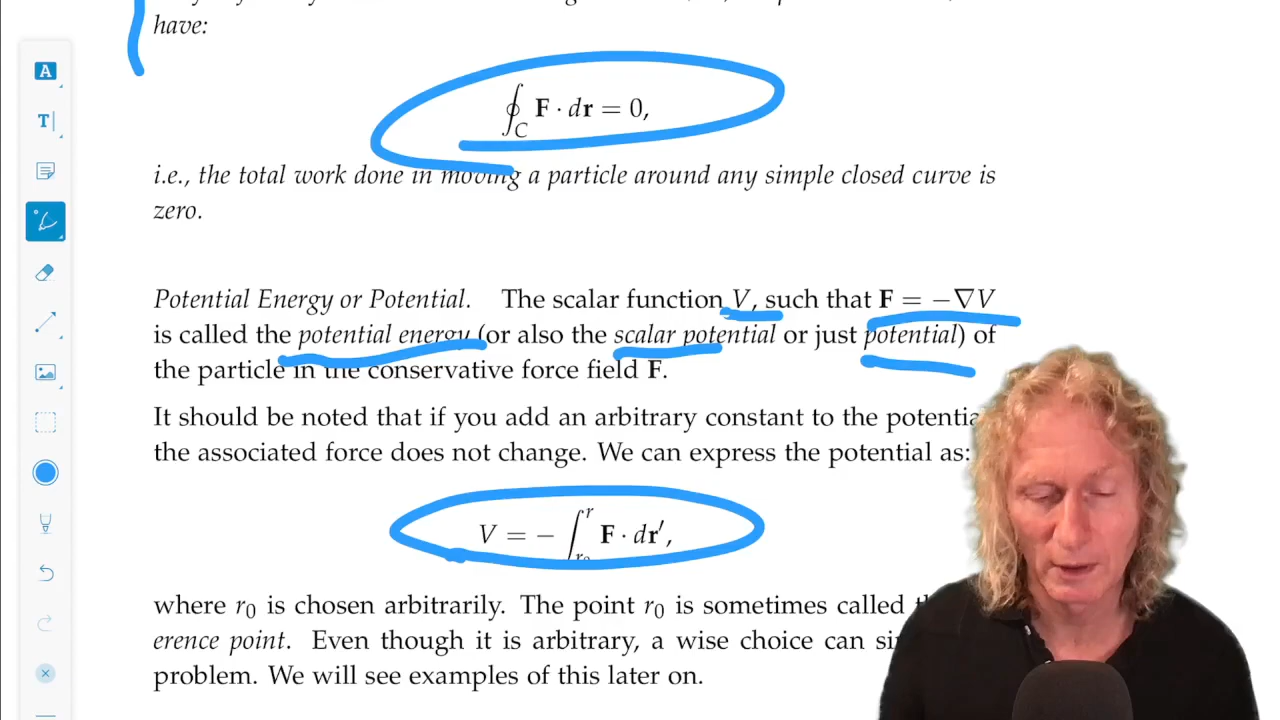 have:
∮_C F · dr = 0,
i.e., the total work done in moving a particle around any simple closed curve is
zero.
Potential Energy or Potential. The scalar function V, such that F = −∇V
is called the potential energy (or also the scalar potential or just potential) of
the particle in the conservative force field F.
It should be noted that if you add an arbitrary constant to the
the associated force does not change. We can express the potential as:
V = − ∫_{r₀}^{r} F · dr′,
where r₀ is chosen arbitrarily. The point r₀ is sometimes called
erence point. Even though it is arbitrary, a wise choice can
problem. We will see examples of this later on.
A
T